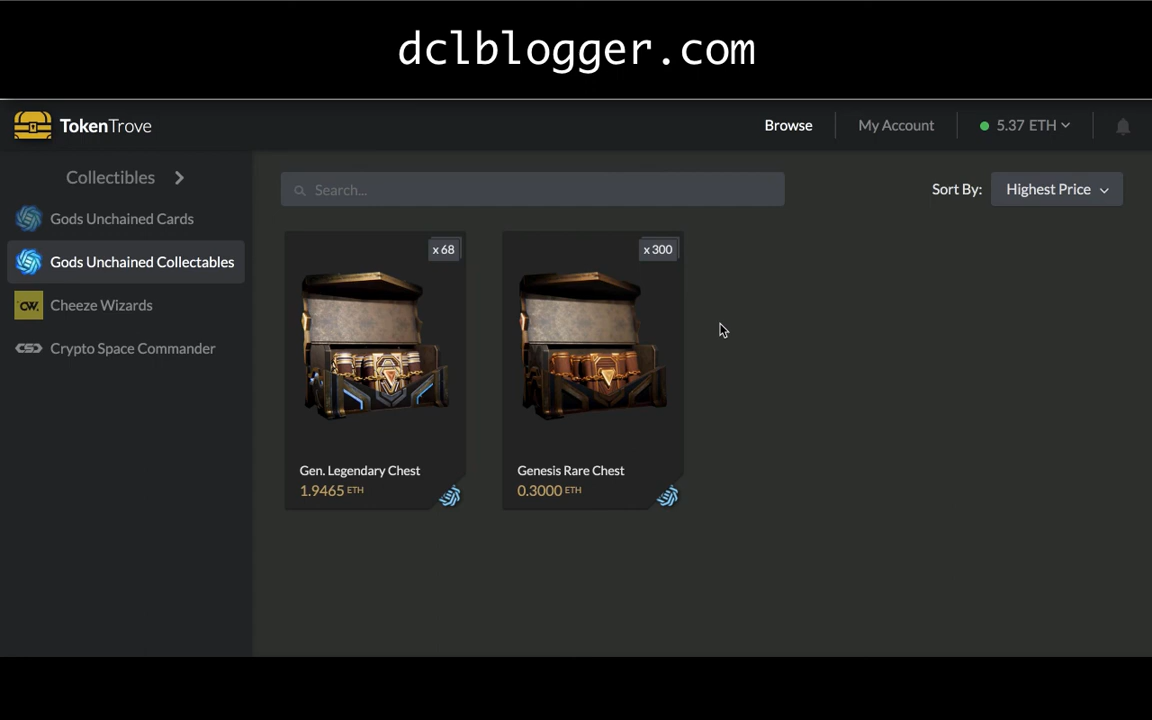 dclblogger.com
TokenTrove
Browse
My Account
5.37 ETH
Collectibles
Search...
Sort By:
Highest Price
Gods Unchained Cards
Gods Unchained Collectables
CW.
Cheeze Wizards
CSC
Crypto Space Commander
x 68
x 300
Gen. Legendary Chest
1.9465 ETH
Genesis Rare Chest
0.3000 ETH